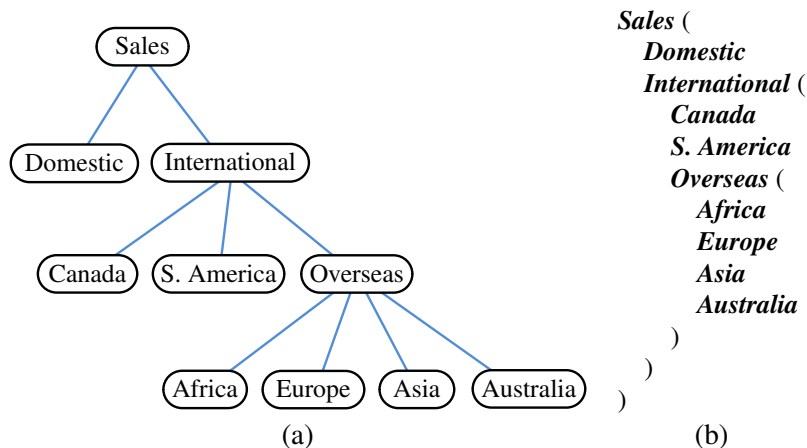 Sales
Domestic International
Canada S. America Overseas
Africa Europe Asia Australia
(a)
Sales (
Domestic
International (
Canada
S. America
Overseas (
Africa
Europe
Asia
Australia
)
)
)
(b)